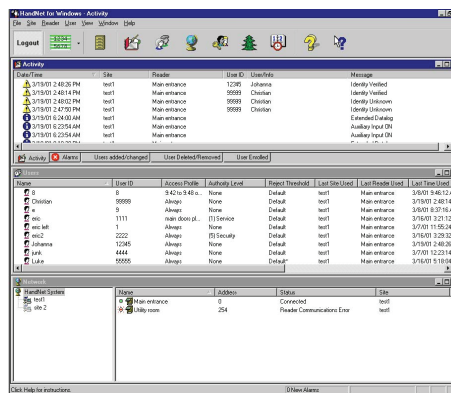 HandNet for Windows - Activity
File Site Reader User View Window Help
Logout
Activity
Date/Time Site Reader User ID User/Info Message
3/19/01 2:48:26 PM test1 Main entrance 12345 Johanna Identity Verified
3/19/01 2:48:14 PM test1 Main entrance 99999 Christian Identity Unknown
3/19/01 2:48:02 PM test1 Main entrance 99999 Christian Identity Unknown
3/19/01 2:47:50 PM test1 Main entrance 99999 Christian Identity Unknown
3/19/01 6:24:00 AM test1 Main entrance Extended Datalog
3/19/01 6:23:54 AM test1 Main entrance Auxiliary Input ON
3/19/01 6:23:54 AM test1 Main entrance Auxiliary Input ON
Activity Alarms Users added/changed User Deleted/Removed User Enrolled
Users
Name User ID Access Profile Authority Level Reject Threshold Last Site Used Last Reader Used Last Time Used
8 8 9:42 to 9:48 o... None Default test1 Main entrance 3/8/01 9:46:12
Christian 99999 Always None Default test1 Main entrance 3/19/01 2:48:14
e 9 Always None Default test1 Main entrance 3/8/01 8:37:16
eric 1111 main doors pl... (1) Service Default test1 Main entrance 3/16/01 3:21:12
eric left 1 Always None Default test1 Main entrance 3/7/01 11:55:24
eric2 2222 Always (5) Security Default test1 Main entrance 3/16/01 3:29:32
Johanna 12345 Always None Default test1 Main entrance 3/19/01 2:48:26
junk 4444 Always None Default test1 Main entrance 3/7/01 12:23:14
Luke 55555 Always None Default* test1 Main entrance 3/16/01 5:18:04
Network
HandNet System
test1
site 2
Name Address Status Site
Main entrance 0 Connected test1
Utility room 254 Reader Communications Error test1
Click Help for instructions. 0 New Alarms